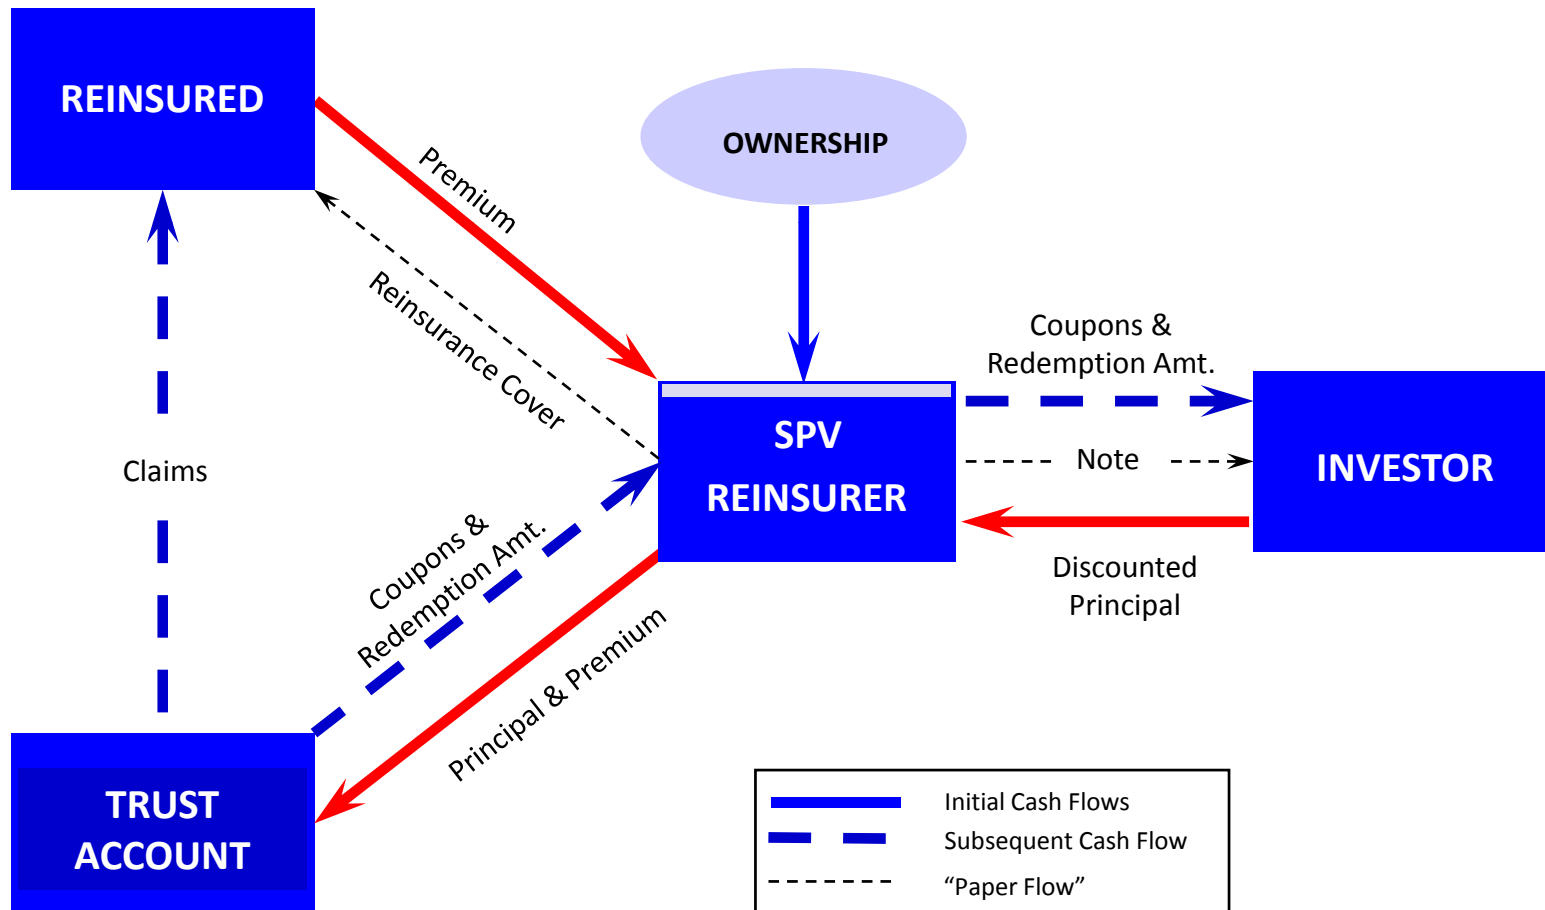 REINSURED
OWNERSHIP
Premium
Reinsurance Cover
Coupons &
Redemption Amt.
SPV
REINSURER
Note
INVESTOR
Claims
Discounted
Principal
Coupons &
Redemption Amt.
Principal & Premium
TRUST
ACCOUNT
Initial Cash Flows
Subsequent Cash Flow
“Paper Flow”